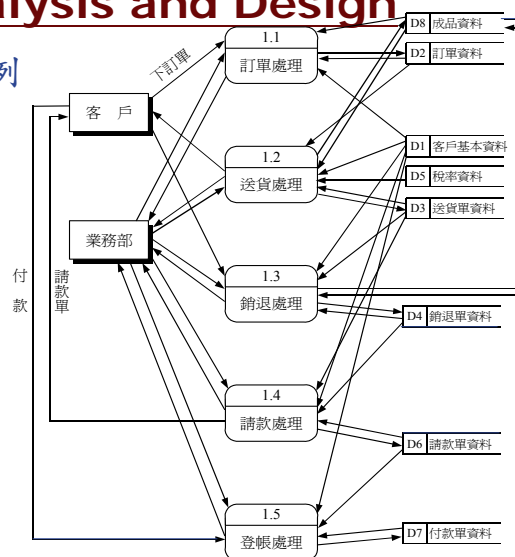 alysis and Design
例
下訂單
客 戶
業務部
付款
請款單
1.1
訂單處理
1.2
送貨處理
1.3
銷退處理
1.4
請款處理
1.5
登帳處理
D8 成品資料
D2 訂單資料
D1 客戶基本資料
D5 稅率資料
D3 送貨單資料
D4 銷退單資料
D6 請款單資料
D7 付款單資料